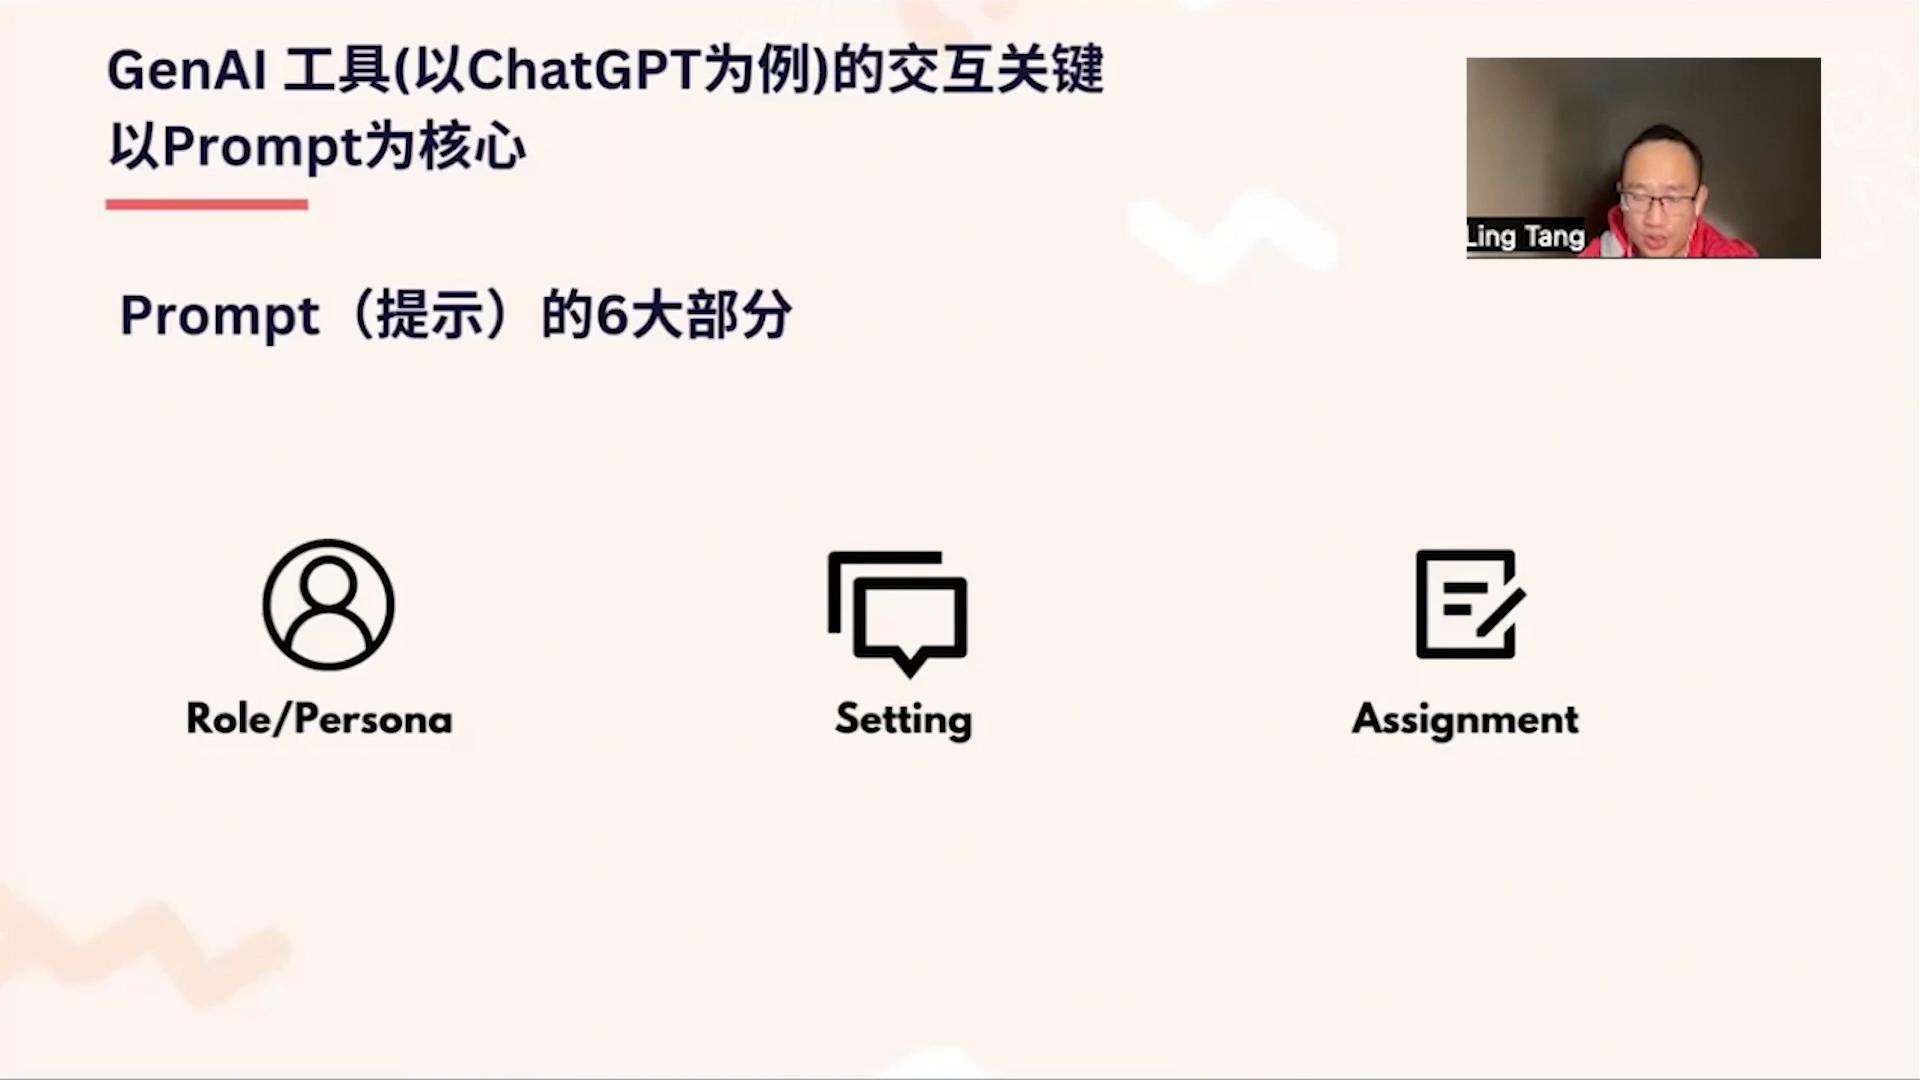 GenAI 工具(以ChatGPT为例)的交互关键
以Prompt为核心
Ling Tang
Prompt（提示）的6大部分
Role/Persona
Setting
Assignment